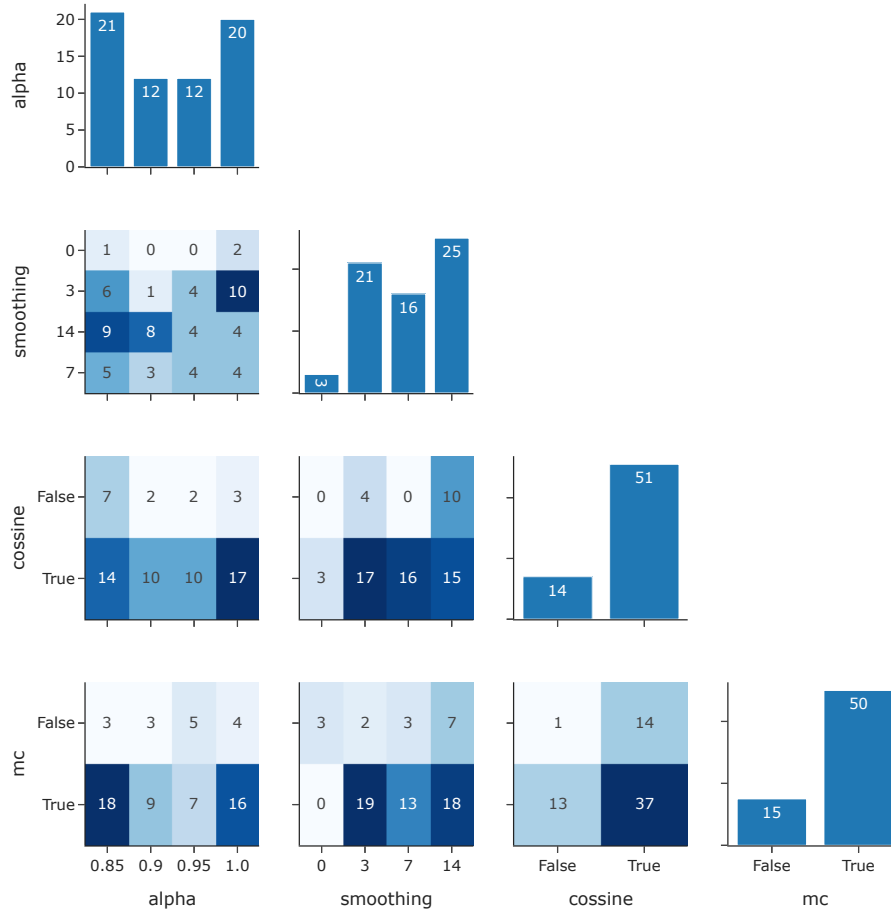 alpha
20
15
10
5
0
21
12
12
20
smoothing
0
3
14
7
1 0 0 2
6 1 4 10
9 8 4 4
5 3 4 4
3
21
16
25
cossine
False
True
7 2 2 3
14 10 10 17
0 4 0 10
3 17 16 15
14
51
mc
False
True
3 3 5 4
18 9 7 16
3 2 3 7
0 19 13 18
1 14
13 37
15
50
0.85 0.9 0.95 1.0
0 3 7 14
False True
False True
alpha
smoothing
cossine
mc